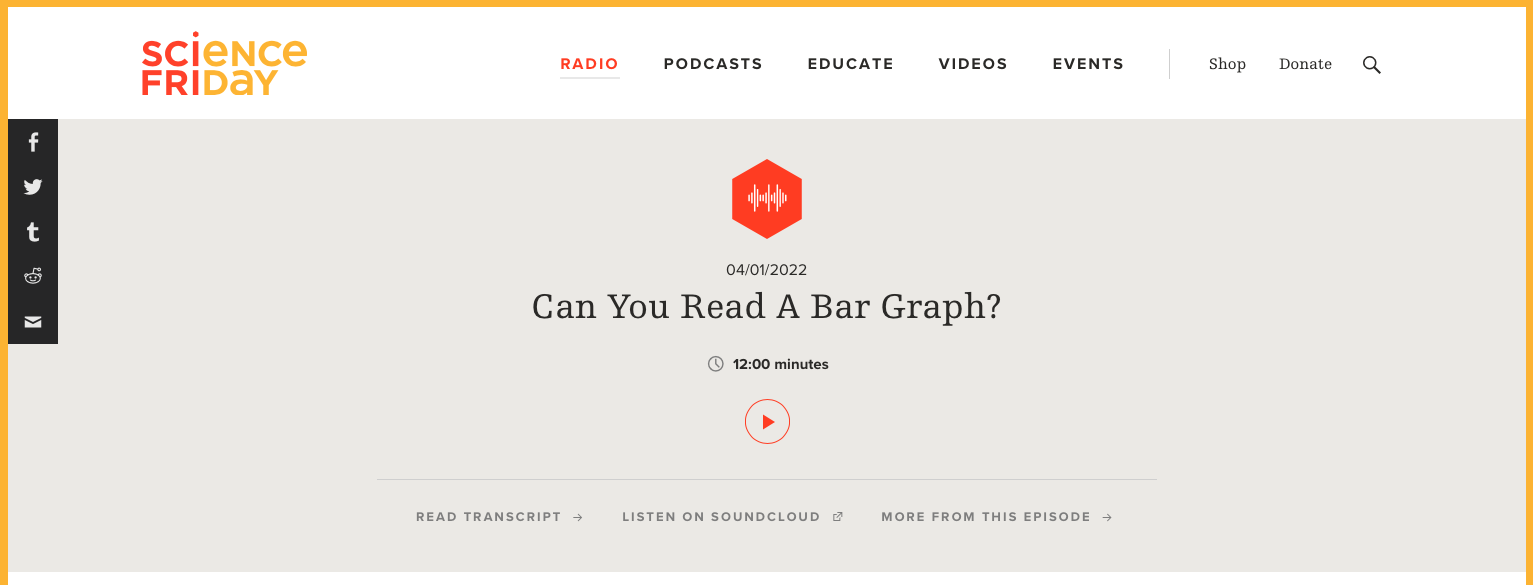 SCIENCE
FRIDAY
RADIO PODCASTS EDUCATE VIDEOS EVENTS Shop Donate
04/01/2022
Can You Read A Bar Graph?
12:00 minutes
READ TRANSCRIPT LISTEN ON SOUNDCLOUD MORE FROM THIS EPISODE